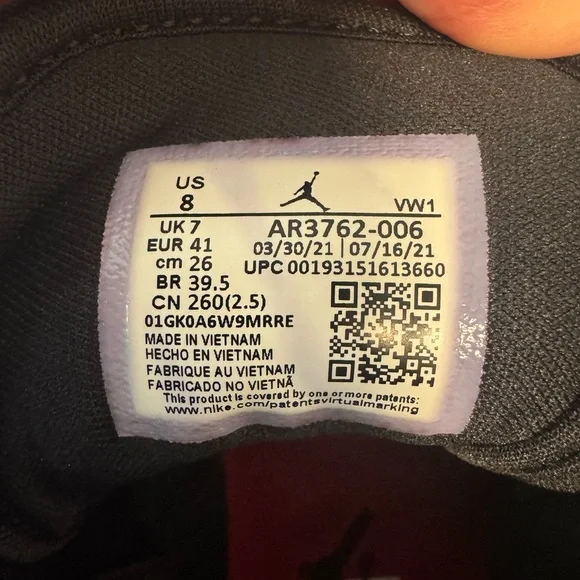 US
8
VW1
UK 7
AR3762-006
EUR 41
03/30/21 | 07/16/21
cm 26
UPC 00193151613660
BR 39.5
CN 260(2.5)
01GK0A6W9MRRE
MADE IN VIETNAM
HECHO EN VIETNAM
FABRIQUE AU VIETNAM
FABRICADO NO VIETNÃ
This product is covered by one or more patents:
www.nike.com/patentsvirtualmarking